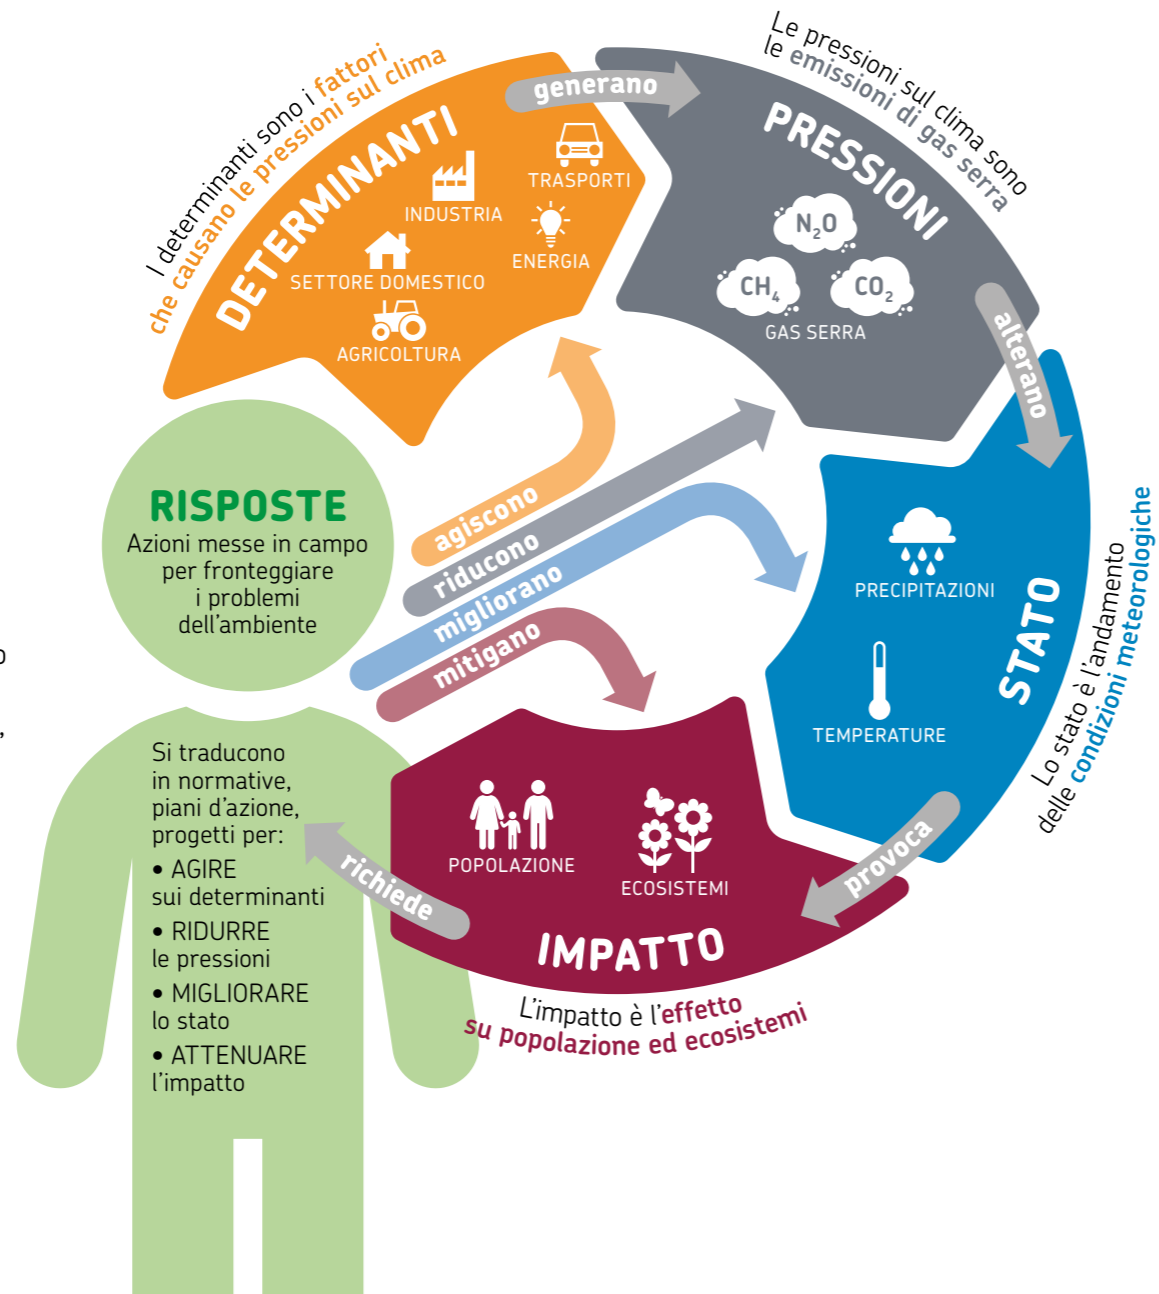 I determinanti sono i fattori
che causano le pressioni sul clima
DETERMINANTI
TRASPORTI
INDUSTRIA
ENERGIA
SETTORE DOMESTICO
AGRICOLTURA
generano
Le pressioni sul clima sono
le emissioni di gas serra
PRESSIONI
N₂O
CH₄
CO₂
GAS SERRA
alterano
STATO
PRECIPITAZIONI
TEMPERATURE
Lo stato è l'andamento
delle condizioni meteorologiche
provoca
POPOLAZIONE
ECOSISTEMI
IMPATTO
L'impatto è l'effetto
su popolazione ed ecosistemi
richiede
RISPOSTE
Azioni messe in campo
per fronteggiare
i problemi
dell'ambiente
agiscono
riducono
migliorano
mitigano
Si traducono
in normative,
piani d'azione,
progetti per:
• AGIRE
sui determinanti
• RIDURRE
le pressioni
• MIGLIORARE
lo stato
• ATTENUARE
l'impatto